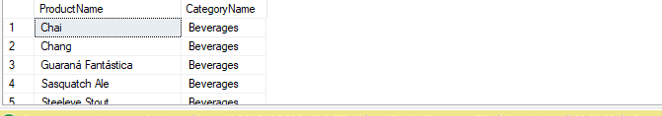 ProductName CategoryName
1 Chai Beverages
2 Chang Beverages
3 Guaraná Fantástica Beverages
4 Sasquatch Ale Beverages
5 Steeleye Stout Beverages